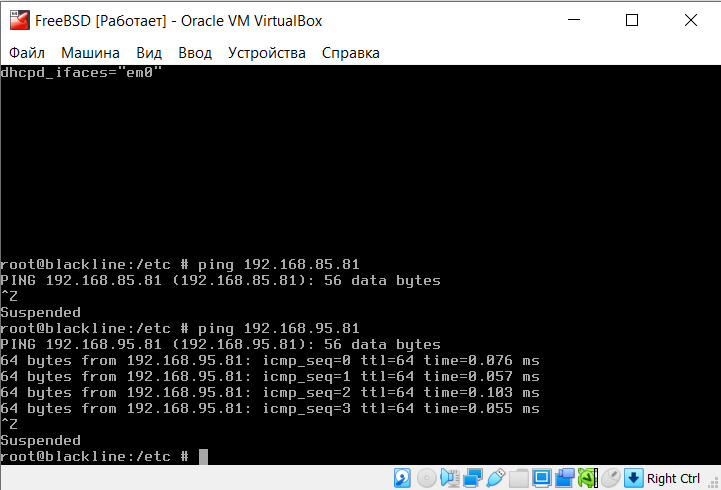 FreeBSD [Работает] - Oracle VM VirtualBox
Файл Машина Вид Ввод Устройства Справка
dhcpd_ifaces="em0"
root@blackline:/etc # ping 192.168.85.81
PING 192.168.85.81 (192.168.85.81): 56 data bytes
^Z
Suspended
root@blackline:/etc # ping 192.168.95.81
PING 192.168.95.81 (192.168.95.81): 56 data bytes
64 bytes from 192.168.95.81: icmp_seq=0 ttl=64 time=0.076 ms
64 bytes from 192.168.95.81: icmp_seq=1 ttl=64 time=0.057 ms
64 bytes from 192.168.95.81: icmp_seq=2 ttl=64 time=0.103 ms
64 bytes from 192.168.95.81: icmp_seq=3 ttl=64 time=0.055 ms
^Z
Suspended
root@blackline:/etc #
Right Ctrl